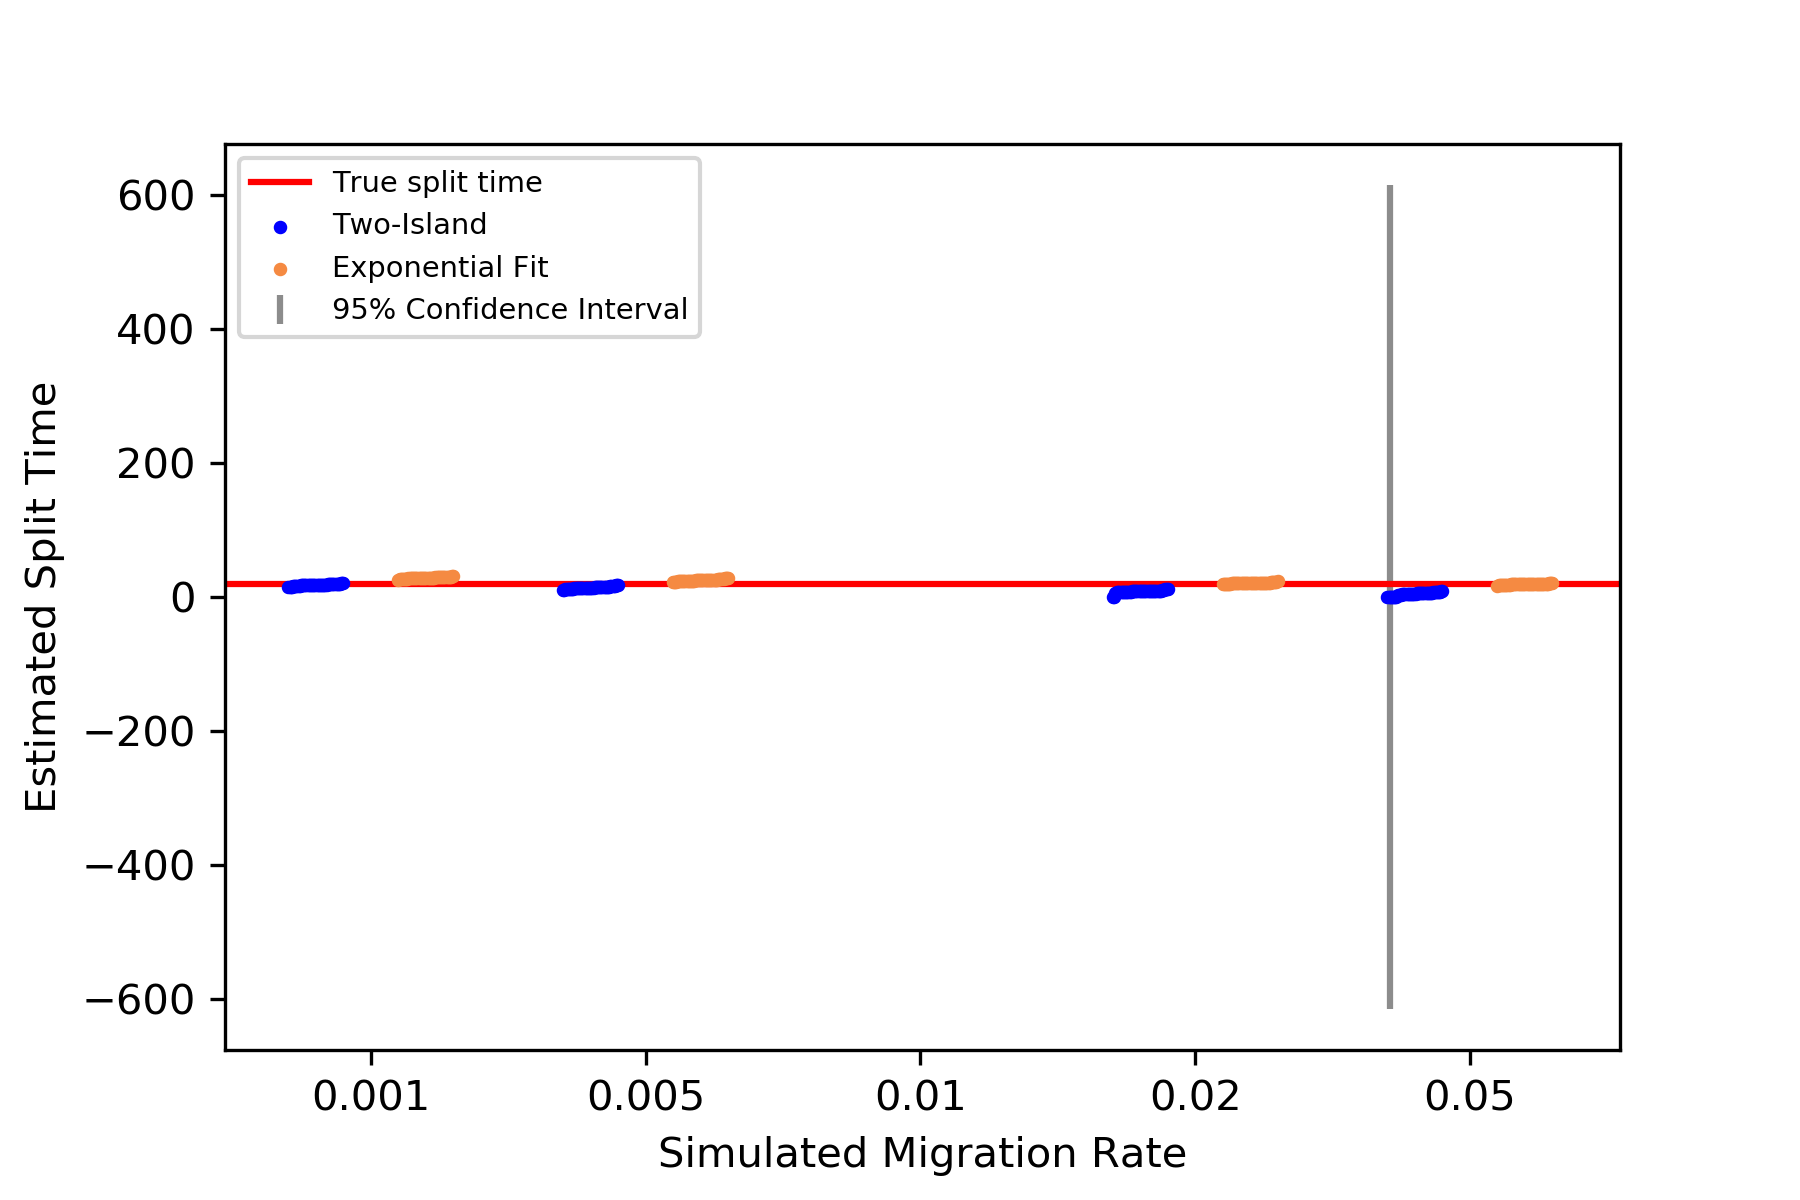 True split time
Two-Island
Exponential Fit
95% Confidence Interval
Estimated Split Time
600
400
200
0
−200
−400
−600
0.001 0.005 0.01 0.02 0.05
Simulated Migration Rate